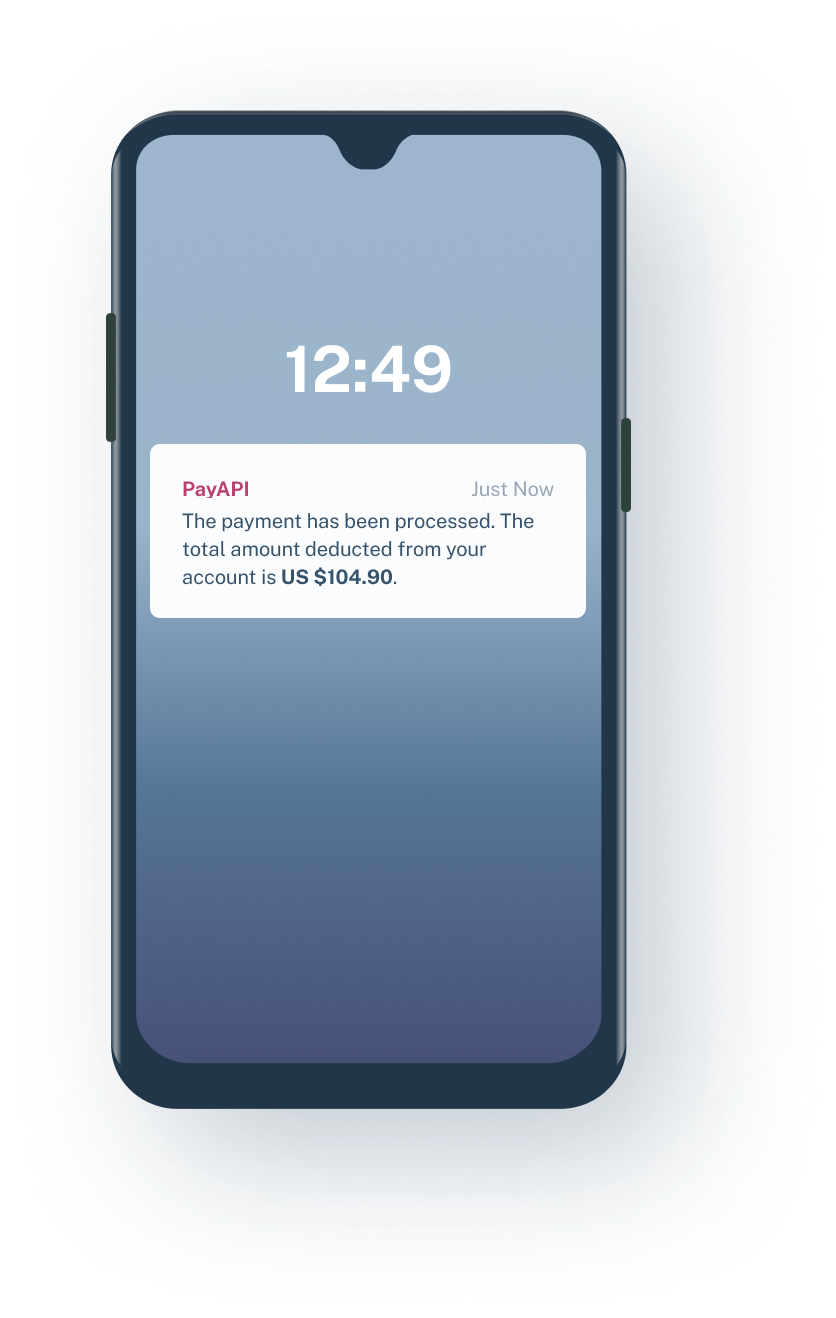 12:49
PayAPI Just Now
The payment has been processed. The
total amount deducted from your
account is US $104.90.